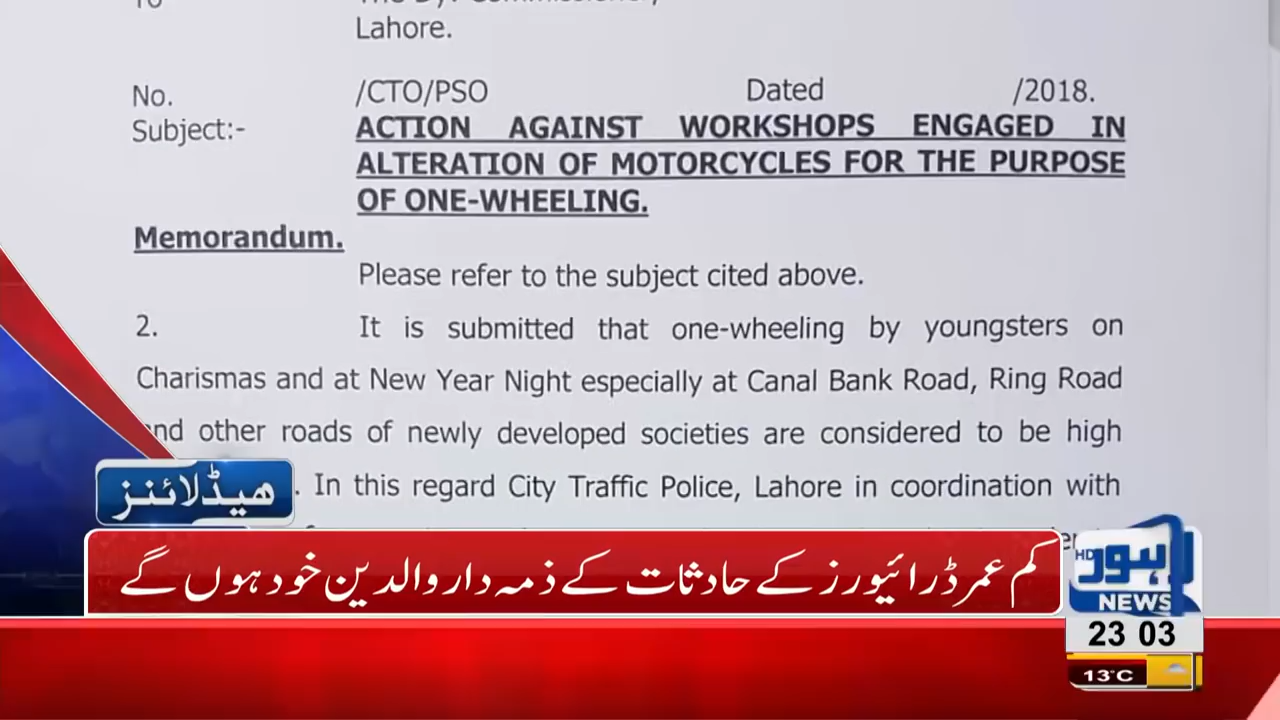 Lahore.
No. /CTO/PSO Dated /2018.
Subject:- ACTION AGAINST WORKSHOPS ENGAGED IN
ALTERATION OF MOTORCYCLES FOR THE PURPOSE
OF ONE-WHEELING.
Memorandum.
Please refer to the subject cited above.
2. It is submitted that one-wheeling by youngsters on
Charismas and at New Year Night especially at Canal Bank Road, Ring Road
and other roads of newly developed societies are considered to be high
. In this regard City Traffic Police, Lahore in coordination with
ھیڈلائنز
کم عمر ڈرائیورز کے حادثات کے ذمہ دار والدین خود ہوں گے
HD
لاہور
NEWS
23 03
13°C